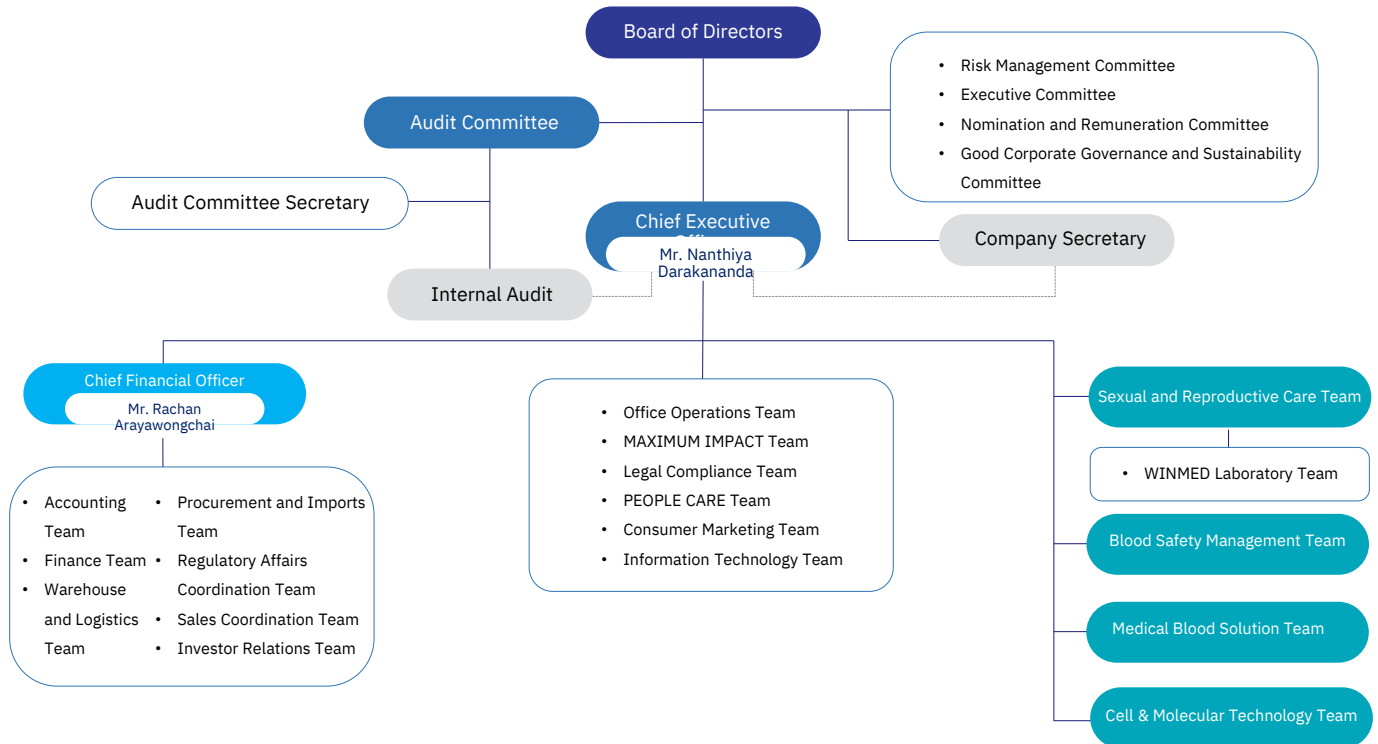 Board of Directors
• Risk Management Committee
• Executive Committee
• Nomination and Remuneration Committee
• Good Corporate Governance and Sustainability
Committee
Audit Committee
Audit Committee Secretary
Chief Executive
Mr. Nanthiya
Darakananda
Company Secretary
Internal Audit
Chief Financial Officer
Mr. Rachan
Arayawongchai
• Accounting
Team
• Finance Team
• Warehouse
and Logistics
Team
• Procurement and Imports
Team
• Regulatory Affairs
Coordination Team
• Sales Coordination Team
• Investor Relations Team
• Office Operations Team
• MAXIMUM IMPACT Team
• Legal Compliance Team
• PEOPLE CARE Team
• Consumer Marketing Team
• Information Technology Team
Sexual and Reproductive Care Team
• WINMED Laboratory Team
Blood Safety Management Team
Medical Blood Solution Team
Cell & Molecular Technology Team